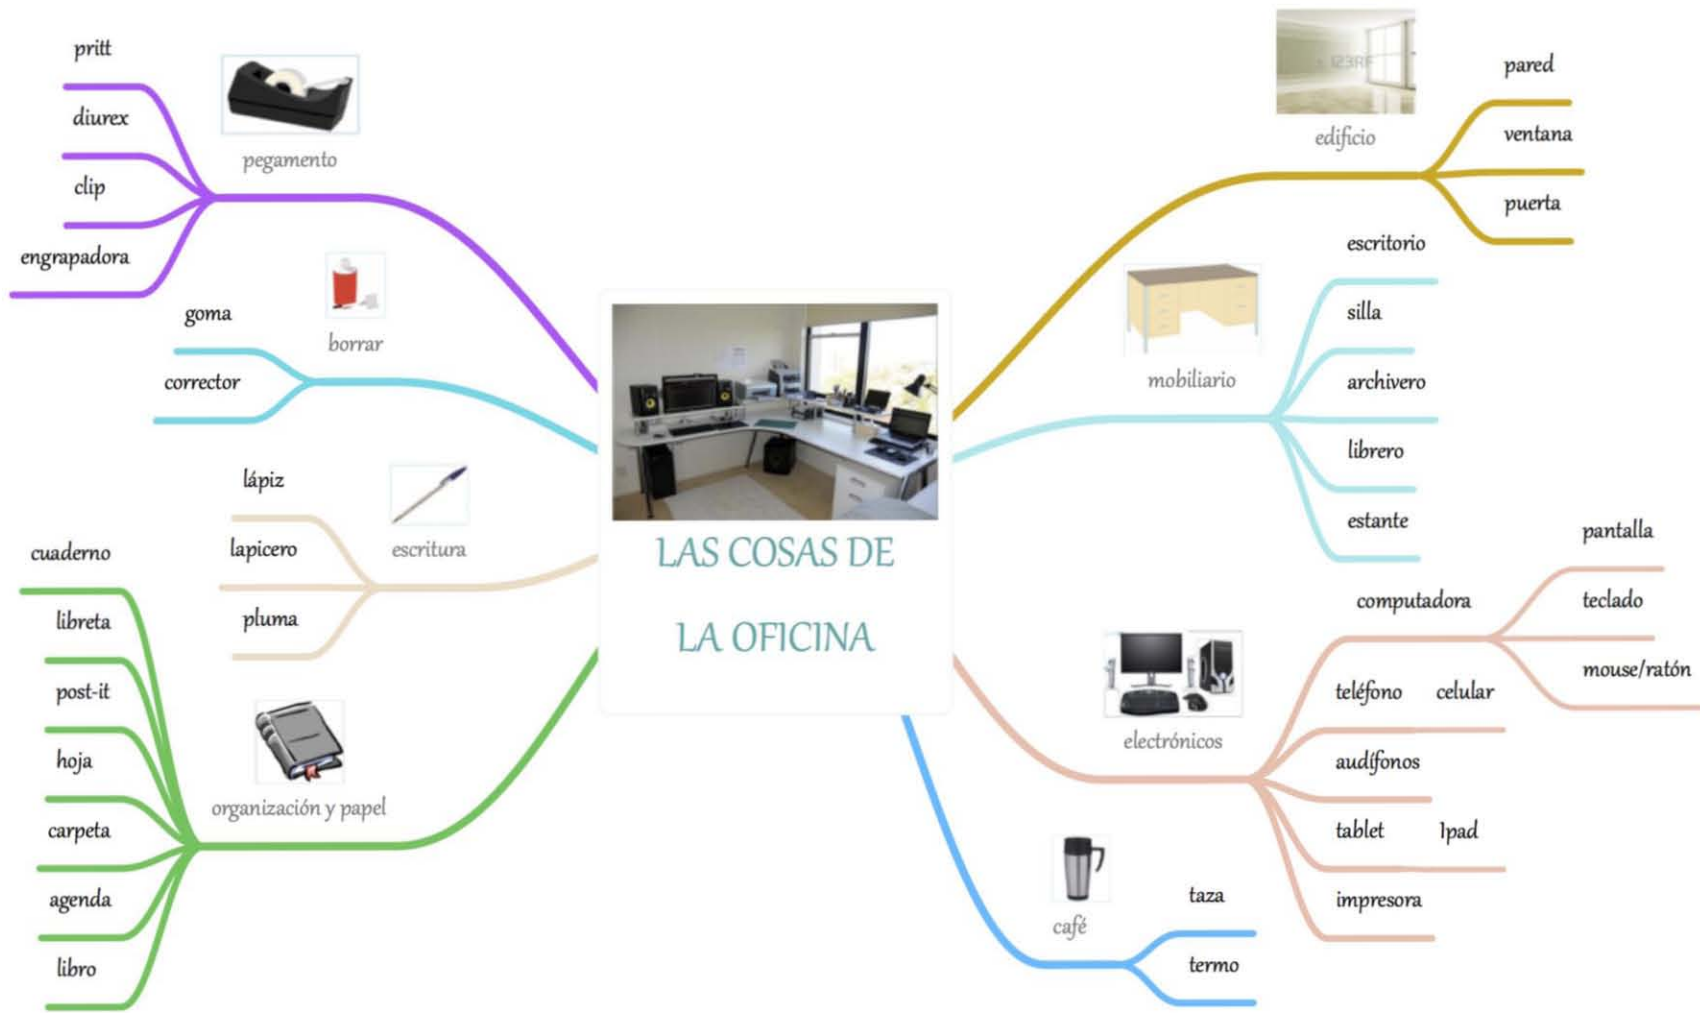 LAS COSAS DE
LA OFICINA
pegamento
pritt
diurex
clip
engrapadora
borrar
goma
corrector
escritura
lápiz
lapicero
pluma
organización y papel
cuaderno
libreta
post-it
hoja
carpeta
agenda
libro
123RF
edificio
pared
ventana
puerta
mobiliario
escritorio
silla
archivero
librero
estante
electrónicos
computadora
pantalla
teclado
mouse/ratón
teléfono celular
audífonos
tablet Ipad
impresora
café
taza
termo